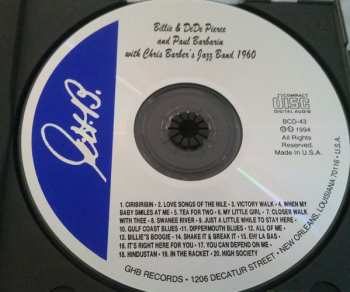 Billie & DeDe Pierce
and Paul Barbarin
with Chris Barber's Jazz Band 1960
GHB.
COMPACT
disc
DIGITAL AUDIO
BCD-43
℗ © 1994
All Rights
Reserved
Made In U.S.A.
1. CIRIBIRIBIN - 2. LOVE SONGS OF THE NILE - 3. VICTORY WALK - 4. WHEN MY
BABY SMILES AT ME - 5. TEA FOR TWO - 6. MY LITTLE GIRL - 7. CLOSER WALK
WITH THEE - 8. SWANEE RIVER - 9. JUST A LITTLE WHILE TO STAY HERE -
10. GULF COAST BLUES - 11. DIPPERMOUTH BLUES - 12. ALL OF ME -
13. BILLIE'S BOOGIE - 14. SHAKE IT & BREAK IT - 15. EH! LA BAS -
16. IT'S RIGHT HERE FOR YOU - 17. YOU CAN DEPEND ON ME -
18. HINDUSTAN - 19. IN THE RACKET - 20. HIGH SOCIETY
GHB RECORDS • 1206 DECATUR STREET • NEW ORLEANS, LOUISIANA 70116 • U.S.A.